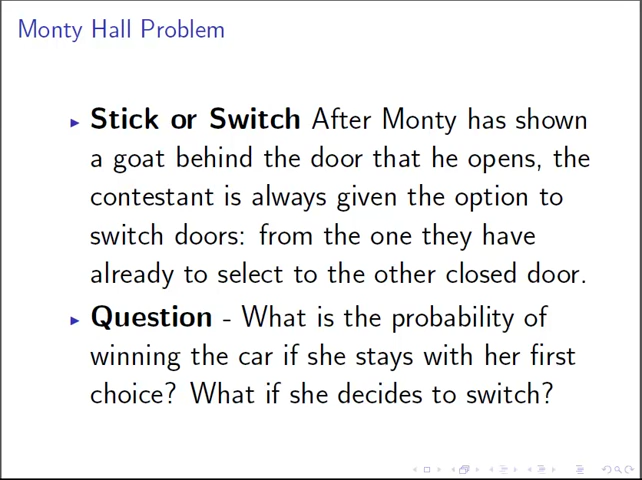 Monty Hall Problem
Stick or Switch After Monty has shown
a goat behind the door that he opens, the
contestant is always given the option to
switch doors: from the one they have
already to select to the other closed door.
Question - What is the probability of
winning the car if she stays with her first
choice? What if she decides to switch?